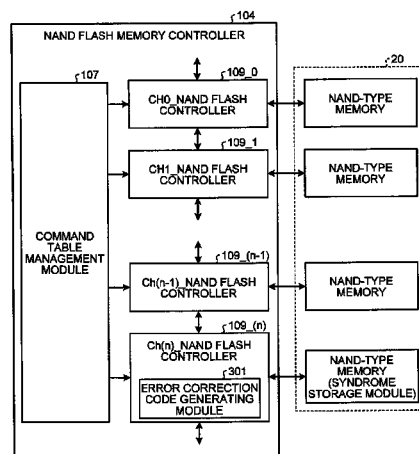 104
NAND FLASH MEMORY CONTROLLER
107
109_0
20
CH0_NAND FLASH
CONTROLLER
NAND-TYPE
MEMORY
109_1
CH1_NAND FLASH
CONTROLLER
NAND-TYPE
MEMORY
COMMAND
TABLE
MANAGEMENT
MODULE
109_(n-1)
Ch(n-1)_NAND FLASH
CONTROLLER
NAND-TYPE
MEMORY
109_(n)
Ch(n)_NAND FLASH
CONTROLLER
301
ERROR CORRECTION
CODE GENERATING
MODULE
NAND-TYPE
MEMORY
(SYNDROME
STORAGE MODULE)